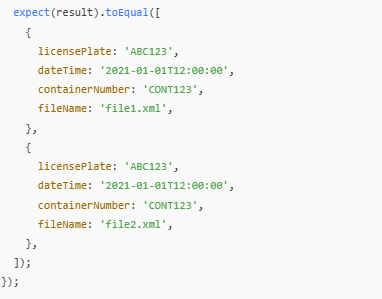 expect(result).toEqual([
{
licensePlate: 'ABC123',
dateTime: '2021-01-01T12:00:00',
containerNumber: 'CONT123',
fileName: 'file1.xml',
},
{
licensePlate: 'ABC123',
dateTime: '2021-01-01T12:00:00',
containerNumber: 'CONT123',
fileName: 'file2.xml',
},
]);
});